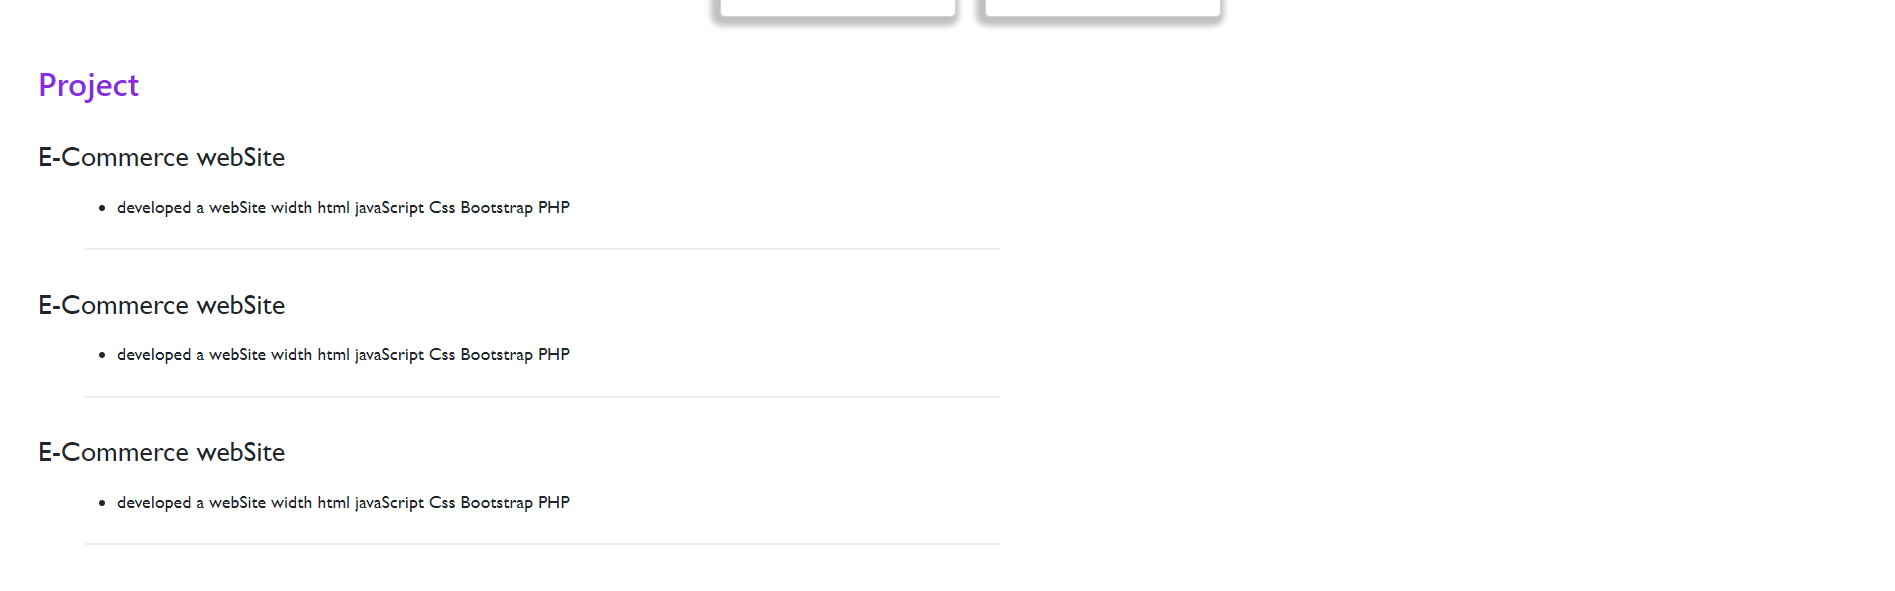 Project
E-Commerce webSite
developed a webSite width html javaScript Css Bootstrap PHP
E-Commerce webSite
developed a webSite width html javaScript Css Bootstrap PHP
E-Commerce webSite
developed a webSite width html javaScript Css Bootstrap PHP